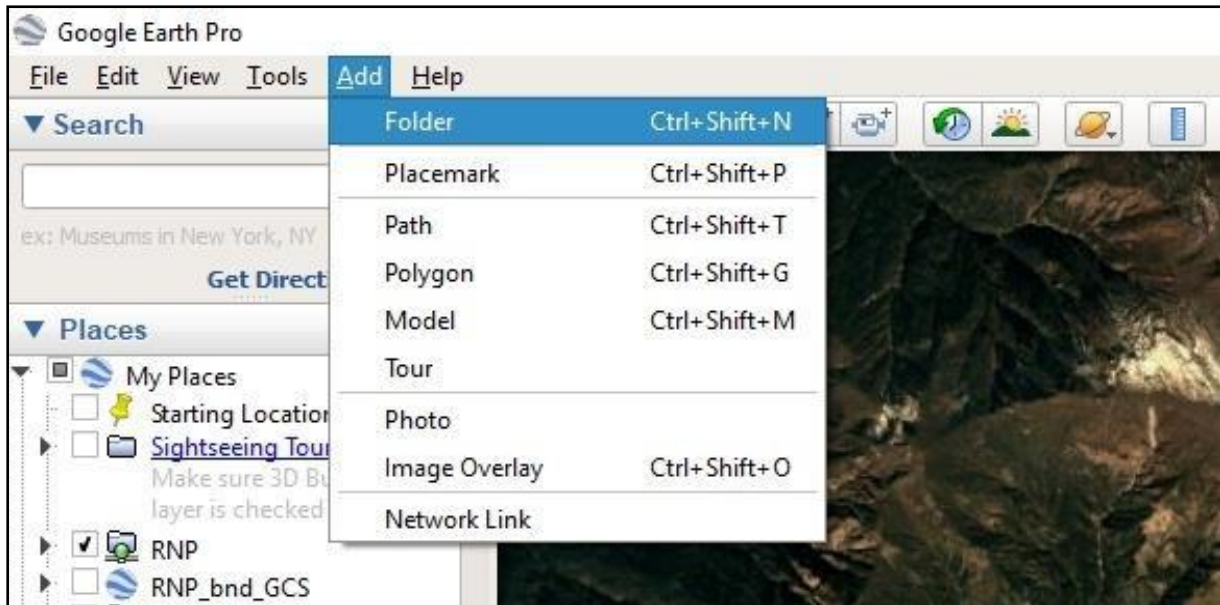 Google Earth Pro
File Edit View Tools Add Help
Search
Folder Ctrl+Shift+N
Placemark Ctrl+Shift+P
ex: Museums in New York, NY
Path Ctrl+Shift+T
Get Direct
Polygon Ctrl+Shift+G
Places
Model Ctrl+Shift+M
My Places
Tour
Starting Location
Photo
Sightseeing Tour
Image Overlay Ctrl+Shift+O
Make sure 3D Bu
layer is checked
Network Link
RNP
RNP_bnd_GCS